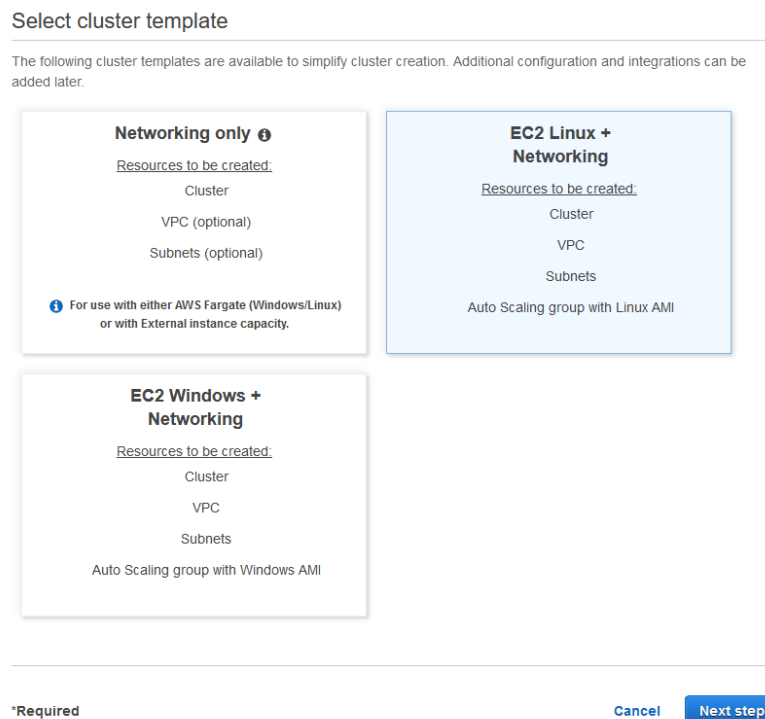 Select cluster template
The following cluster templates are available to simplify cluster creation. Additional configuration and integrations can be
added later.
Networking only
Resources to be created:
Cluster
VPC (optional)
Subnets (optional)
For use with either AWS Fargate (Windows/Linux)
or with External instance capacity.
EC2 Linux +
Networking
Resources to be created:
Cluster
VPC
Subnets
Auto Scaling group with Linux AMI
EC2 Windows +
Networking
Resources to be created:
Cluster
VPC
Subnets
Auto Scaling group with Windows AMI
*Required
Cancel
Next step